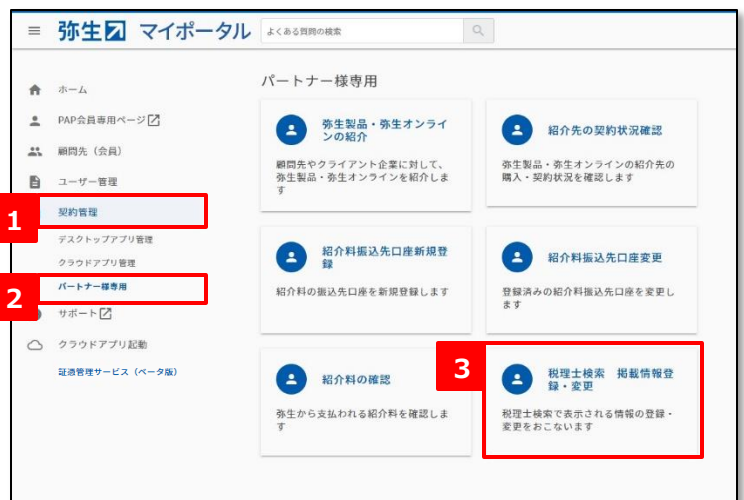 弥生 マイポータル
よくある質問の検索
ホーム
PAP会員専用ページ
顧問先（会員）
ユーザー管理
1
契約管理
デスクトップアプリ管理
クラウドアプリ管理
2
パートナー様専用
サポート
クラウドアプリ起動
証憑管理サービス（ベータ版）
パートナー様専用
弥生製品・弥生オンライ
ンの紹介
顧問先やクライアント企業に対して、
弥生製品・弥生オンラインを紹介しま
す
紹介先の契約状況確認
弥生製品・弥生オンラインの紹介先の
購入・契約状況を確認します
紹介料振込先口座新規登
録
紹介料の振込先口座を新規登録します
紹介料振込先口座変更
登録済みの紹介料振込先口座を変更し
ます
紹介料の確認
弥生から支払われる紹介料を確認しま
す
3
税理士検索　掲載情報登
録・変更
税理士検索で表示される情報の登録・
変更をおこないます